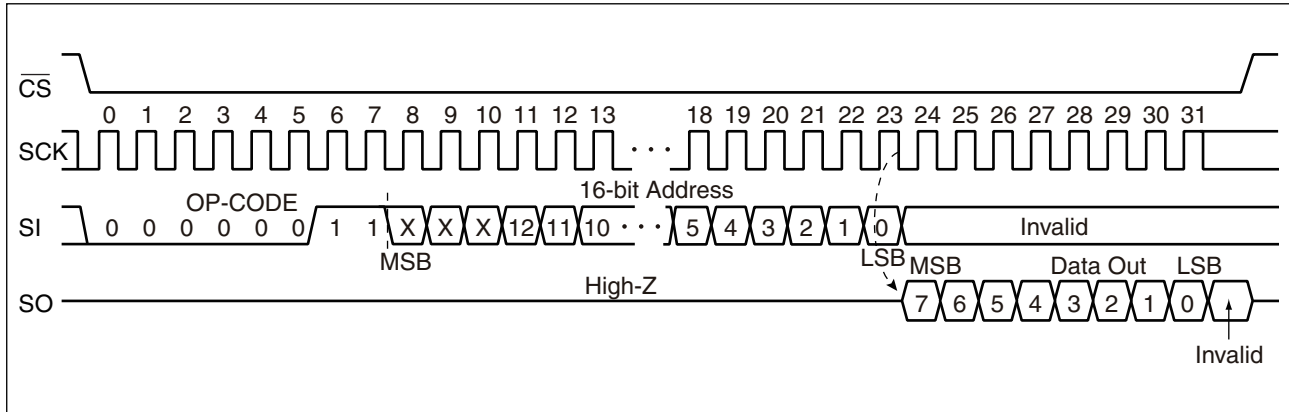 CS
0 1 2 3 4 5 6 7 8 9 10 11 12 13 18 19 20 21 22 23 24 25 26 27 28 29 30 31
SCK · · ·
OP-CODE 16-bit Address
SI 0 0 0 0 0 0 1 1 X X X 12 11 10 · · · 5 4 3 2 1 0 Invalid
MSB LSB MSB Data Out LSB
High-Z
SO 7 6 5 4 3 2 1 0
Invalid